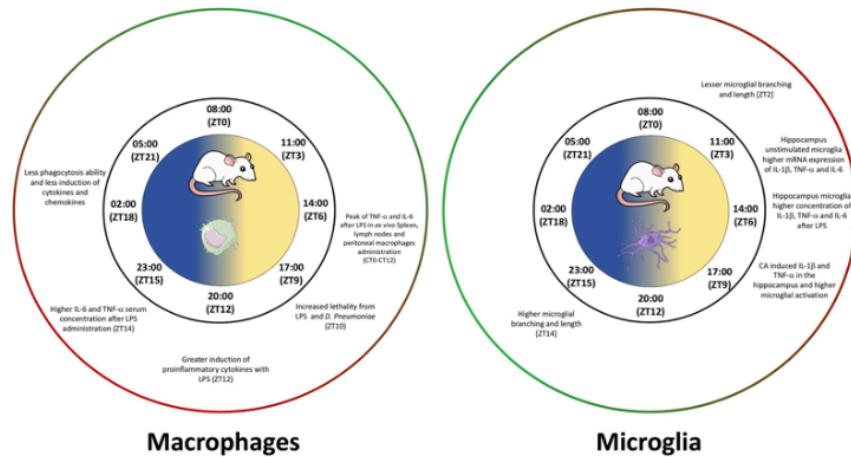 08:00
(ZT0)
11:00
(ZT3)
14:00
(ZT6)
17:00
(ZT9)
20:00
(ZT12)
23:00
(ZT15)
02:00
(ZT18)
05:00
(ZT21)
Less phagocytosis ability
and less induction of
cytokines and
chemokines
Peak of TNF-α and IL-6
after LPS in ex vivo Spleen,
lymph nodes and
peritoneal macrophages
administration
(CT0-CT12)
Increased lethality from
LPS and D. Pneumoniae
(ZT10)
Higher IL-6 and TNF-α serum
concentration after LPS
administration (ZT14)
Greater induction of
proinflammatory cytokines with
LPS (ZT12)
Macrophages
Lesser microglial branching
and length [ZT2]
08:00
(ZT0)
11:00
(ZT3)
14:00
(ZT6)
17:00
(ZT9)
20:00
(ZT12)
23:00
(ZT15)
02:00
(ZT18)
05:00
(ZT21)
Hippocampus
unstimulated microglia
higher mRNA expression
of IL-1β, TNF-α and IL-6
Hippocampus microglia
higher concentration of
IL-1β, TNF-α and IL-6
after LPS
CA induced IL-1β and
TNF-α in the
hippocampus and higher
microglial activation
Higher microglial
branching and length
[ZT14]
Microglia